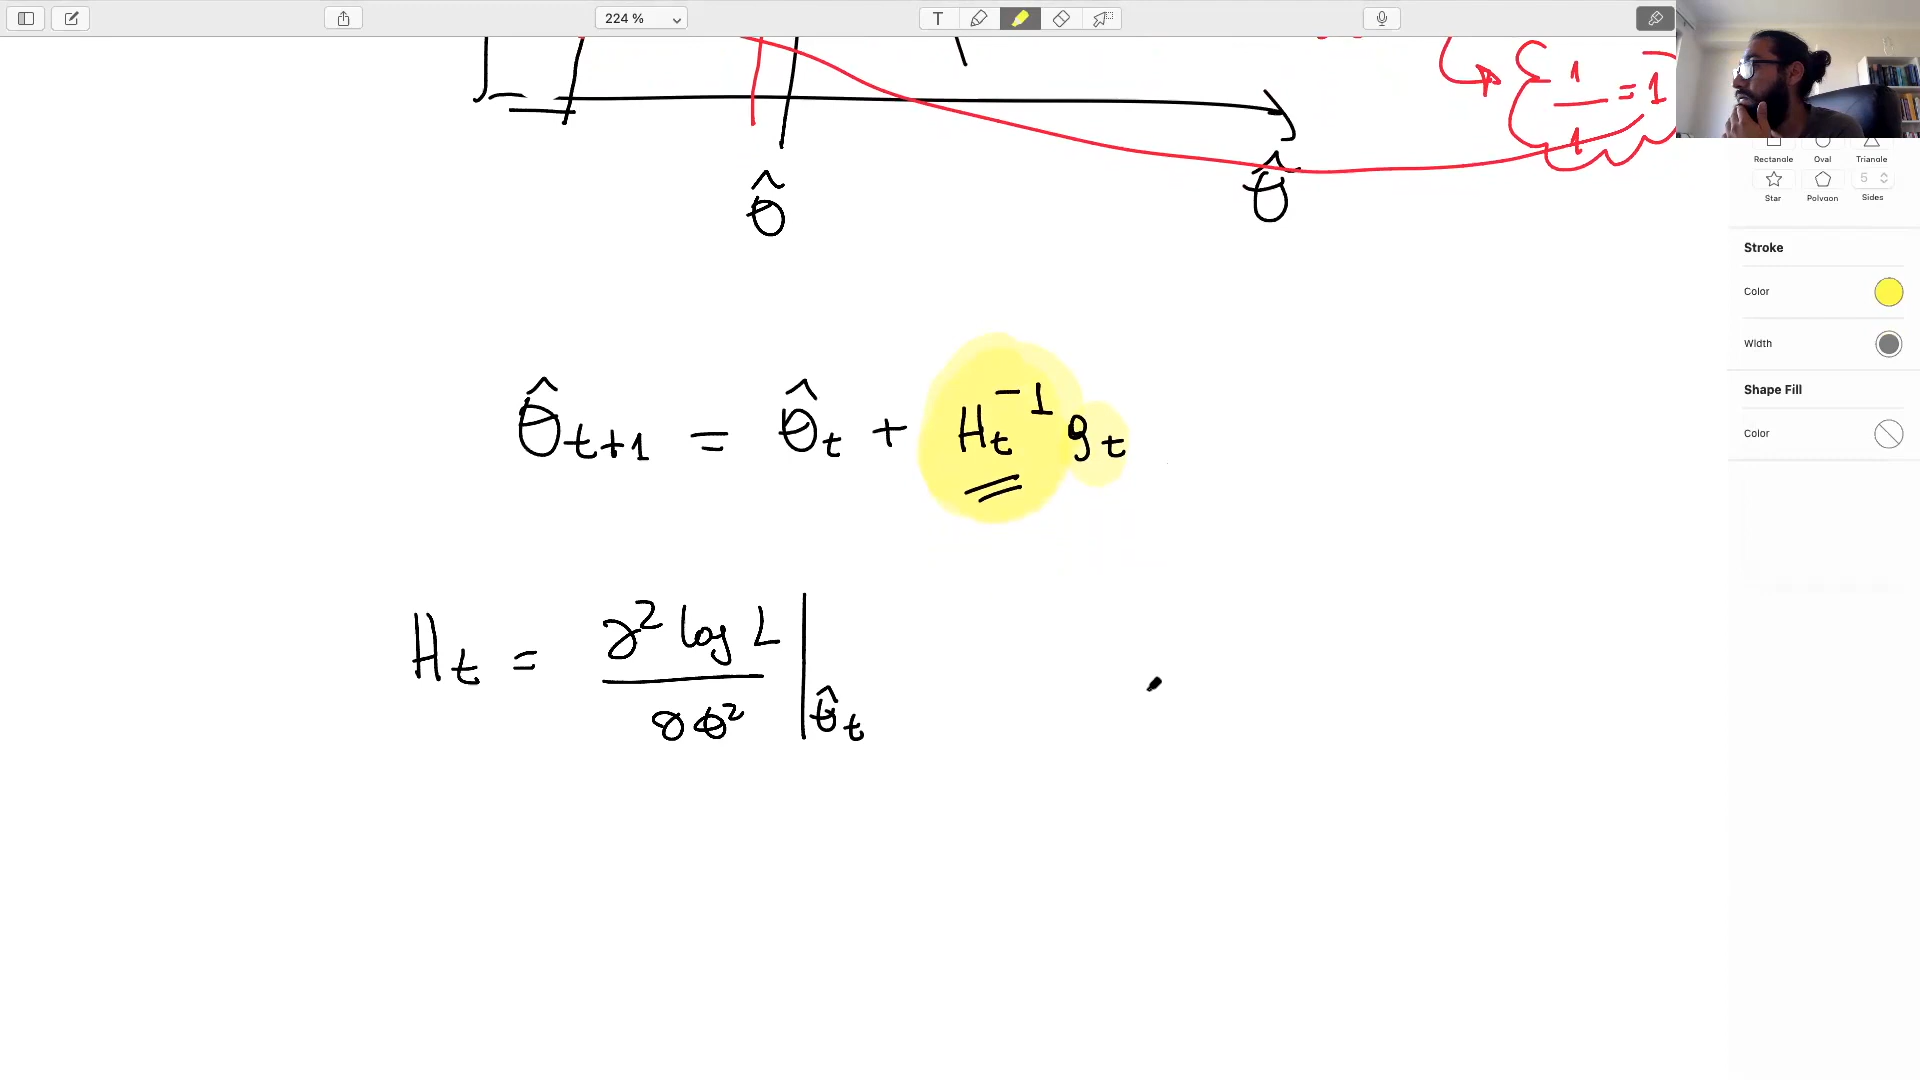 224 %
T
Σ 1/1 = 1
Rectangle Oval Triangle
5
Star Polygon Sides
Stroke
Color
Width
Shape Fill
Color
θ̂
θ̂
θ̂ₜ₊₁ = θ̂ₜ + Hₜ⁻¹ gₜ
Hₜ = ∂² log L / ∂θ² |θ̂ₜ